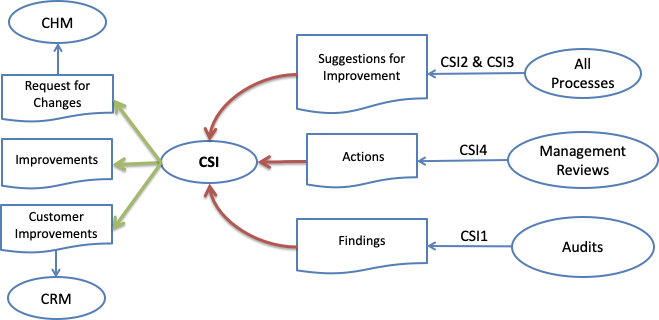 CHM
Request for
Changes
Improvements
Customer
Improvements
CRM
CSI
Suggestions for
Improvement
CSI2 & CSI3
All
Processes
Actions
CSI4
Management
Reviews
Findings
CSI1
Audits